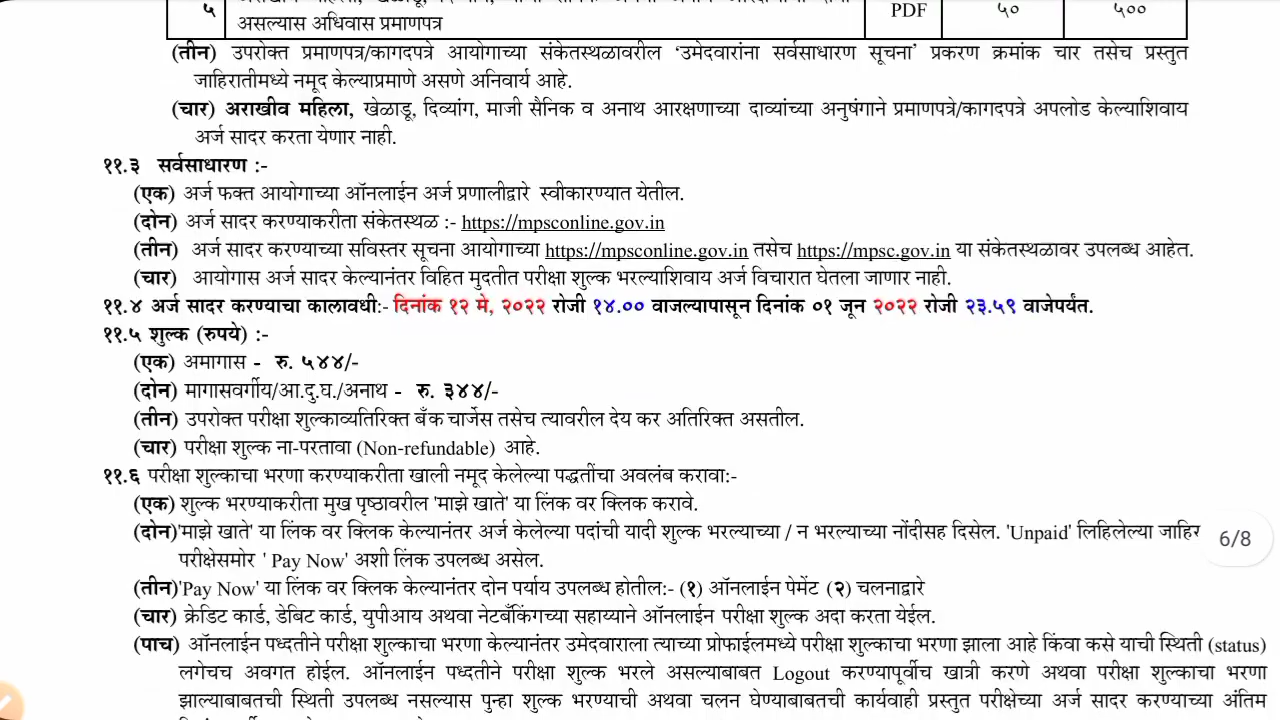 ५
असल्यास अधिवास प्रमाणपत्र
PDF
५०
५००
(तीन) उपरोक्त प्रमाणपत्र/कागदपत्रे आयोगाच्या संकेतस्थळावरील ‘उमेदवारांना सर्वसाधारण सूचना’ प्रकरण क्रमांक चार तसेच प्रस्तुत
जाहिरातीमध्ये नमूद केल्याप्रमाणे असणे अनिवार्य आहे.
(चार) अराखीव महिला, खेळाडू, दिव्यांग, माजी सैनिक व अनाथ आरक्षणाच्या दाव्यांच्या अनुषंगाने प्रमाणपत्रे/कागदपत्रे अपलोड केल्याशिवाय
अर्ज सादर करता येणार नाही.
११.३ सर्वसाधारण :-
(एक) अर्ज फक्त आयोगाच्या ऑनलाईन अर्ज प्रणालीद्वारे स्वीकारण्यात येतील.
(दोन) अर्ज सादर करण्याकरीता संकेतस्थळ :- https://mpsconline.gov.in
(तीन) अर्ज सादर करण्याच्या सविस्तर सूचना आयोगाच्या https://mpsconline.gov.in तसेच https://mpsc.gov.in या संकेतस्थळावर उपलब्ध आहेत.
(चार) आयोगास अर्ज सादर केल्यानंतर विहित मुदतीत परीक्षा शुल्क भरल्याशिवाय अर्ज विचारात घेतला जाणार नाही.
११.४ अर्ज सादर करण्याचा कालावधी:- दिनांक १२ मे, २०२२ रोजी १४.०० वाजल्यापासून दिनांक ०१ जून २०२२ रोजी २३.५९ वाजेपर्यंत.
११.५ शुल्क (रुपये) :-
(एक) अमागास - रु. ५४४/-
(दोन) मागासवर्गीय/आ.दु.घ./अनाथ - रु. ३४४/-
(तीन) उपरोक्त परीक्षा शुल्काव्यतिरिक्त बँक चार्जेस तसेच त्यावरील देय कर अतिरिक्त असतील.
(चार) परीक्षा शुल्क ना-परतावा (Non-refundable) आहे.
११.६ परीक्षा शुल्काचा भरणा करण्याकरीता खाली नमूद केलेल्या पद्धतींचा अवलंब करावा:-
(एक) शुल्क भरण्याकरीता मुख पृष्ठावरील 'माझे खाते' या लिंक वर क्लिक करावे.
(दोन)'माझे खाते' या लिंक वर क्लिक केल्यानंतर अर्ज केलेल्या पदांची यादी शुल्क भरल्याच्या / न भरल्याच्या नोंदीसह दिसेल. 'Unpaid' लिहिलेल्या जाहिर
6/8
परीक्षेसमोर ' Pay Now' अशी लिंक उपलब्ध असेल.
(तीन)'Pay Now' या लिंक वर क्लिक केल्यानंतर दोन पर्याय उपलब्ध होतील:- (१) ऑनलाईन पेमेंट (२) चलनाद्वारे
(चार) क्रेडिट कार्ड, डेबिट कार्ड, युपीआय अथवा नेटबँकिंगच्या सहाय्याने ऑनलाईन परीक्षा शुल्क अदा करता येईल.
(पाच) ऑनलाईन पध्दतीने परीक्षा शुल्काचा भरणा केल्यानंतर उमेदवाराला त्याच्या प्रोफाईलमध्ये परीक्षा शुल्काचा भरणा झाला आहे किंवा कसे याची स्थिती (status)
लगेचच अवगत होईल. ऑनलाईन पध्दतीने परीक्षा शुल्क भरले असल्याबाबत Logout करण्यापूर्वीच खात्री करणे अथवा परीक्षा शुल्काचा भरणा
झाल्याबाबतची स्थिती उपलब्ध नसल्यास पुन्हा शुल्क भरण्याची अथवा चलन घेण्याबाबतची कार्यवाही प्रस्तुत परीक्षेच्या अर्ज सादर करण्याच्या अंतिम